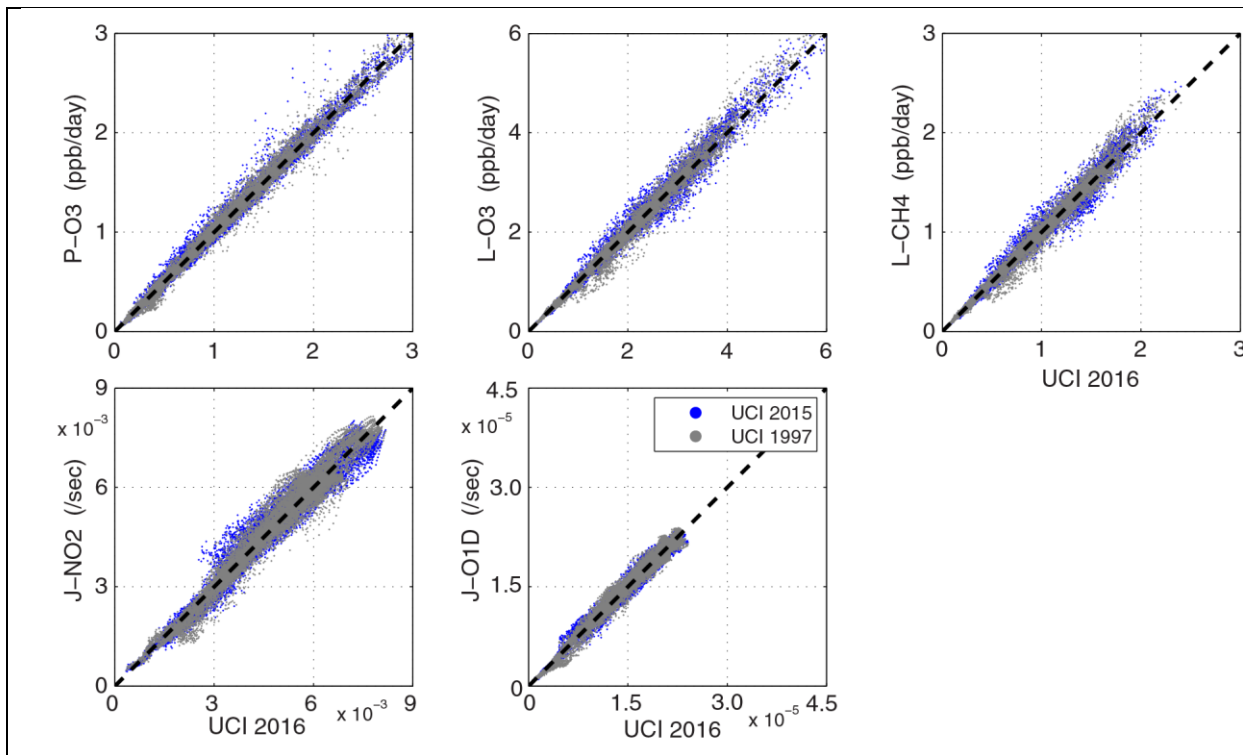 3
2
1
0
P−O3 (ppb/day)
0 1 2 3
6
4
2
0
L−O3 (ppb/day)
0 2 4 6
3
2
1
0
L−CH4 (ppb/day)
0 1 2 3
UCI 2016
9
x 10⁻³
6
3
0
J−NO2 (/sec)
0 3 6 9
UCI 2016 x 10⁻³
4.5
x 10⁻⁵
3.0
1.5
0
J−O1D (/sec)
UCI 2015
UCI 1997
0 1.5 3.0 4.5
UCI 2016 x 10⁻⁵